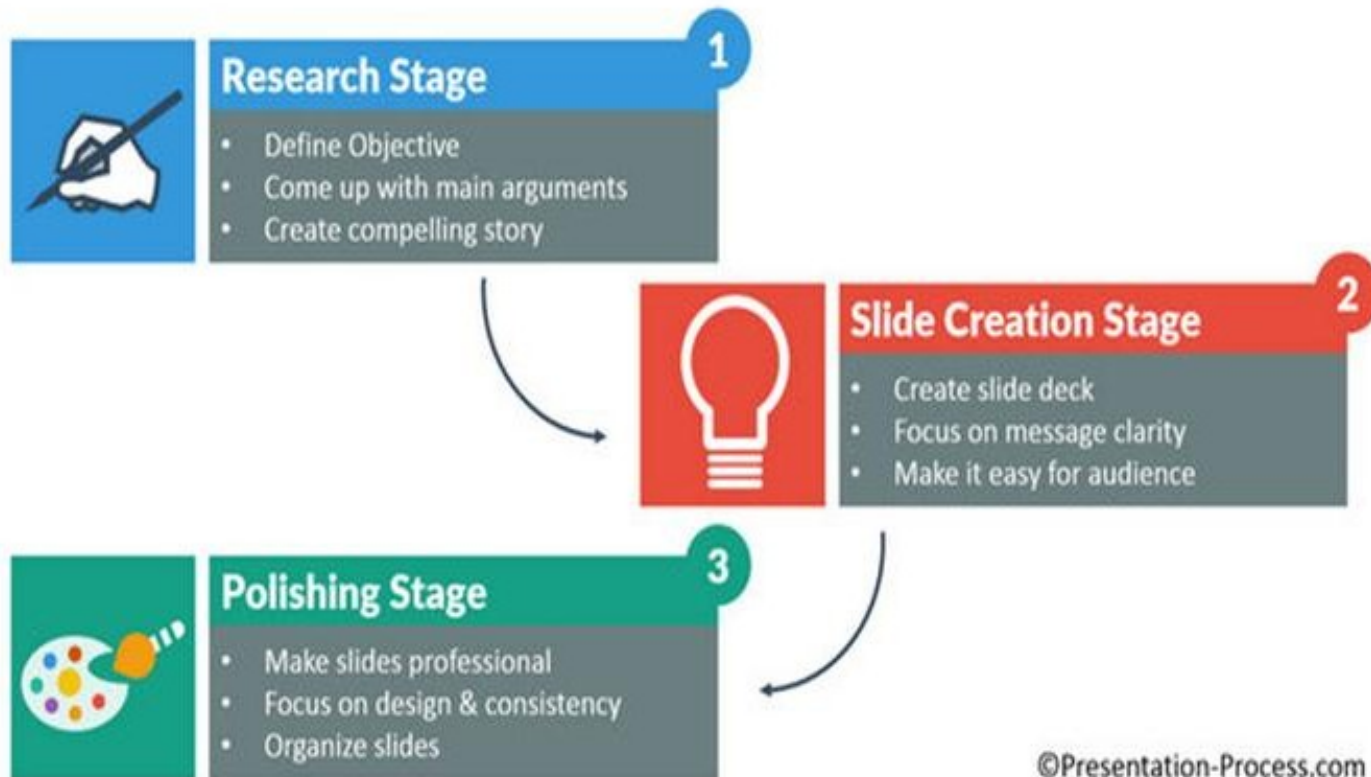 1
Research Stage
• Define Objective
• Come up with main arguments
• Create compelling story
2
Slide Creation Stage
• Create slide deck
• Focus on message clarity
• Make it easy for audience
3
Polishing Stage
• Make slides professional
• Focus on design & consistency
• Organize slides
©Presentation-Process.com